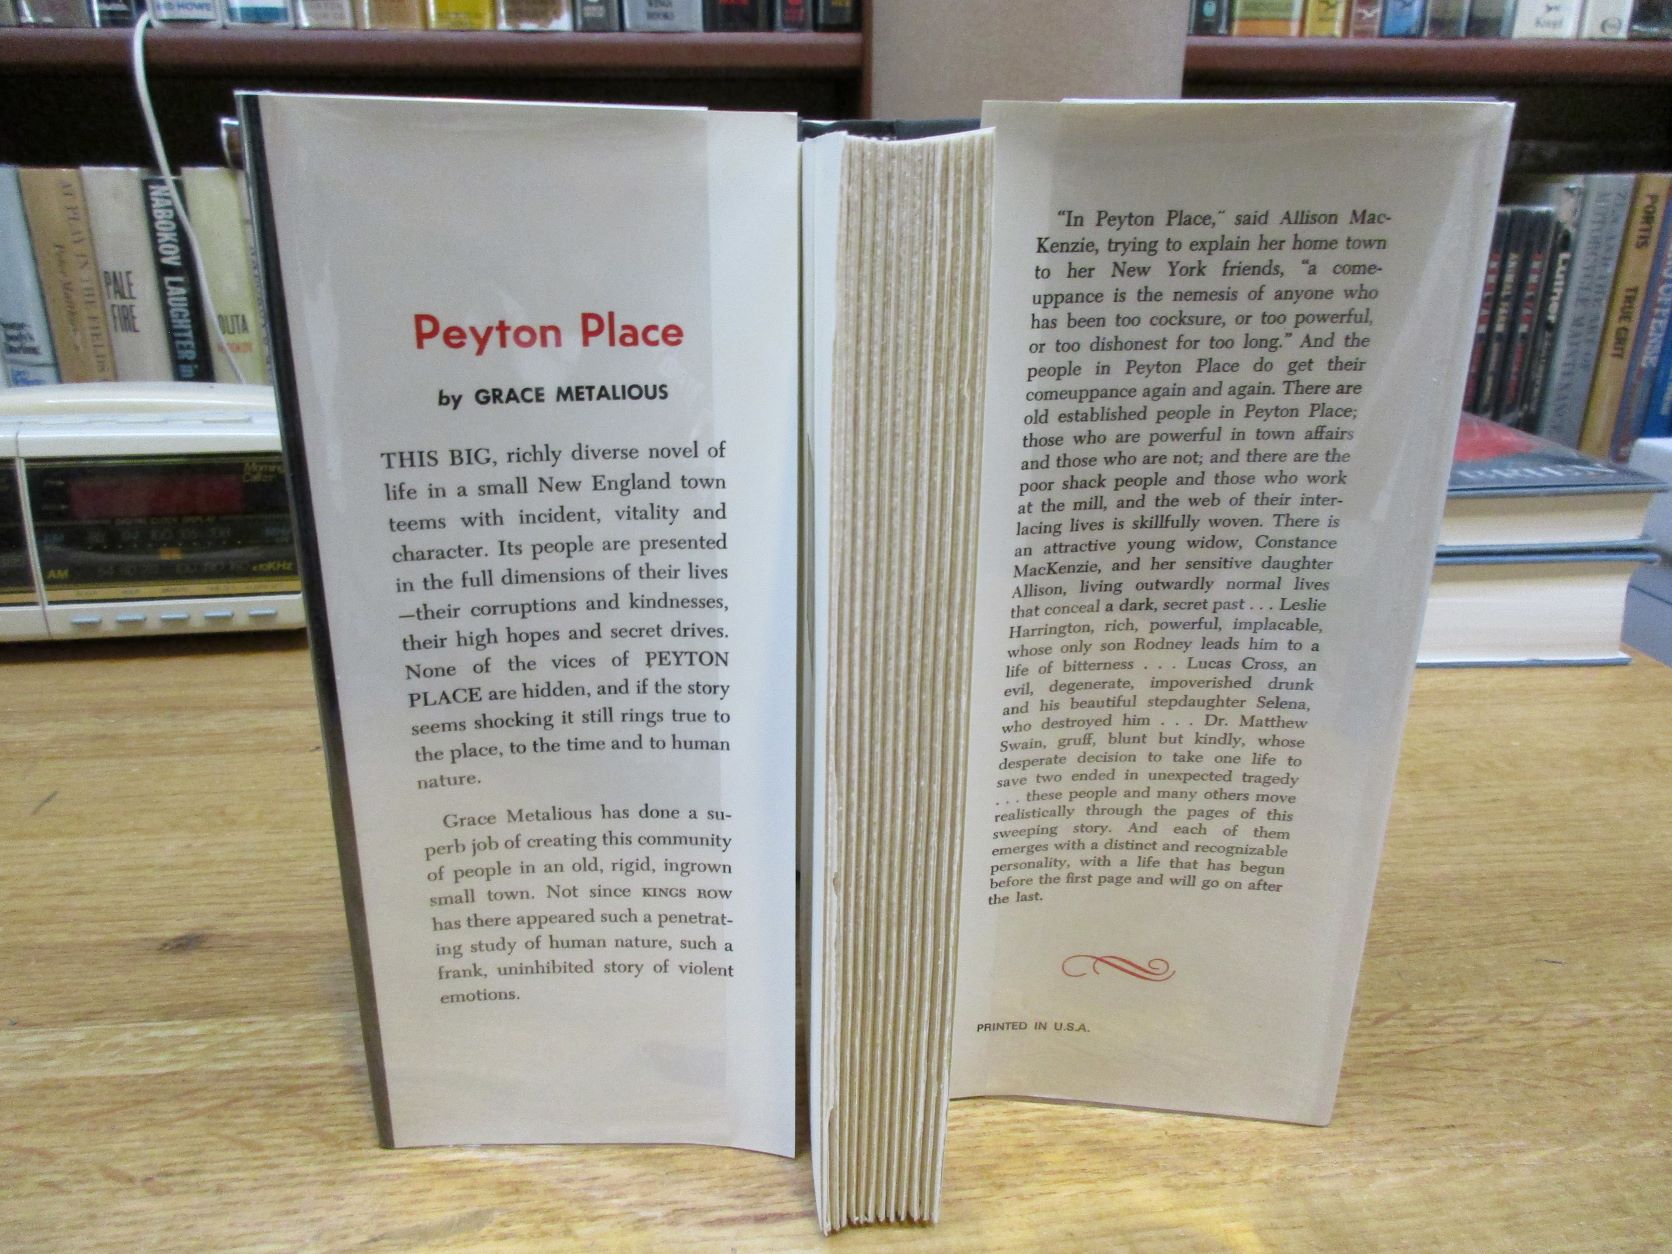 Peyton Place
by GRACE METALIOUS
THIS BIG, richly diverse novel of
life in a small New England town
teems with incident, vitality and
character. Its people are presented
in the full dimensions of their lives
—their corruptions and kindnesses,
their high hopes and secret drives.
None of the vices of PEYTON
PLACE are hidden, and if the story
seems shocking it still rings true to
the place, to the time and to human
nature.
Grace Metalious has done a su-
perb job of creating this community
of people in an old, rigid, ingrown
small town. Not since KINGS ROW
has there appeared such a penetrat-
ing study of human nature, such a
frank, uninhibited story of violent
emotions.
"In Peyton Place," said Allison Mac-
Kenzie, trying to explain her home town
to her New York friends, "a come-
uppance is the nemesis of anyone who
has been too cocksure, or too powerful,
or too dishonest for too long." And the
people in Peyton Place do get their
comeuppance again and again. There are
old established people in Peyton Place;
those who are powerful in town affairs
and those who are not; and there are the
poor shack people and those who work
at the mill, and the web of their inter-
lacing lives is skillfully woven. There is
an attractive young widow, Constance
MacKenzie, and her sensitive daughter
Allison, living outwardly normal lives
that conceal a dark, secret past . . . Leslie
Harrington, rich, powerful, implacable,
whose only son Rodney leads him to a
life of bitterness . . . Lucas Cross, an
evil, degenerate, impoverished drunk
and his beautiful stepdaughter Selena,
who destroyed him . . . Dr. Matthew
Swain, gruff, blunt but kindly, whose
desperate decision to take one life to
save two ended in unexpected tragedy
. . . these people and many others move
realistically through the pages of this
sweeping story. And each of them
emerges with a distinct and recognizable
personality, with a life that has begun
before the first page and will go on after
the last.
PRINTED IN U.S.A.
AT PLAY IN THE FIELDS
PALE
FIRE
NABOKOV LAUGHTER in
Morning
Caller
AM
PORTIS TRUE GRIT